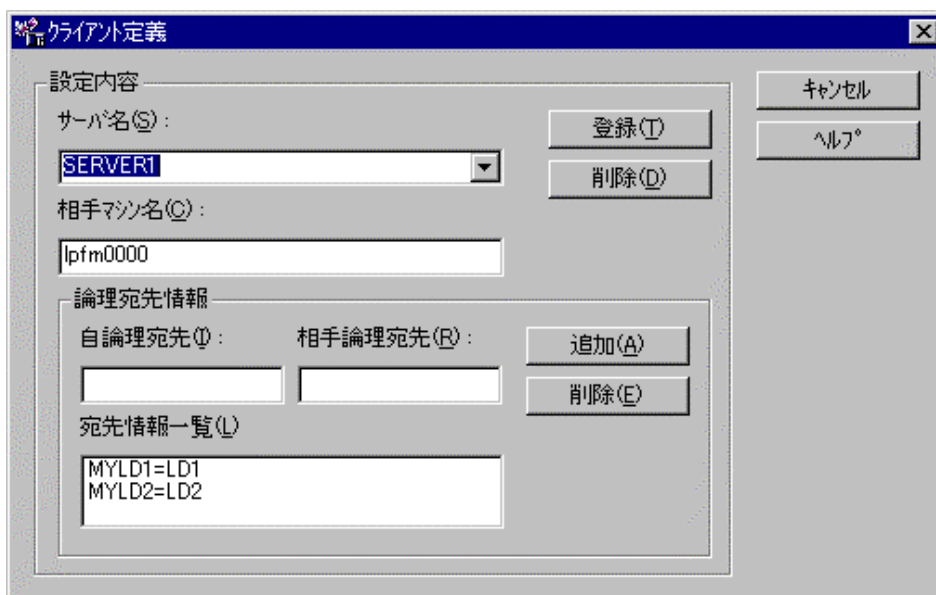 クライアント定義
設定内容
サーバ名(S):
SERVER1
相手マシン名(C):
lpfm0000
論理宛先情報
自論理宛先(I):
相手論理宛先(R):
宛先情報一覧(L)
MYLD1=LD1
MYLD2=LD2
登録(T)
削除(D)
追加(A)
削除(E)
キャンセル
ヘルプ